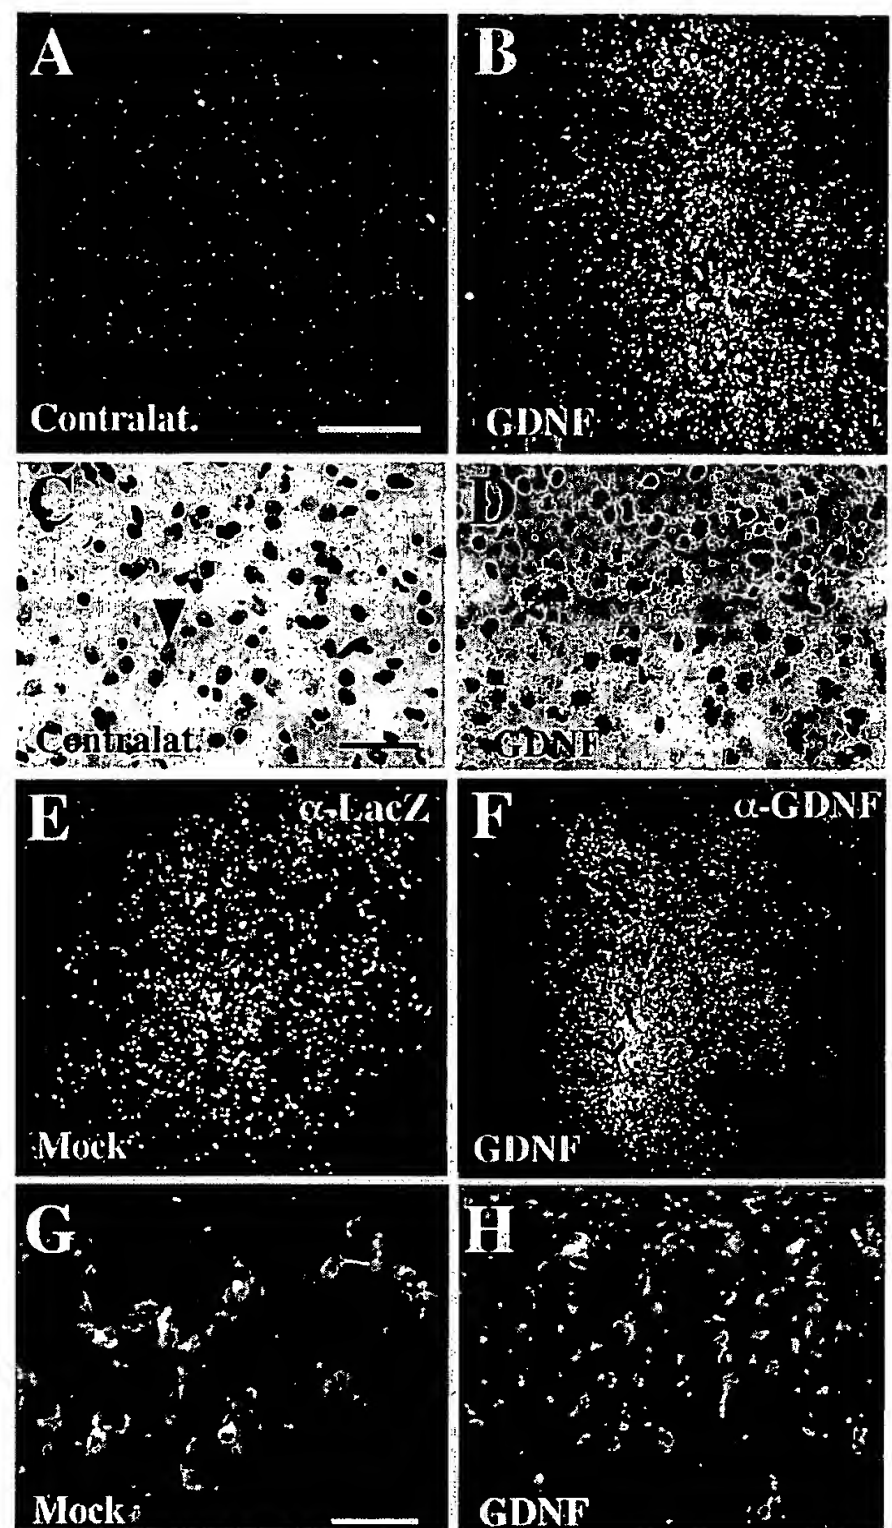 A
B
Contralat.
GDNF
C
D
Contralat.
GDNF
E
α-LacZ
F
α-GDNF
Mock
GDNF
G
H
Mock
GDNF